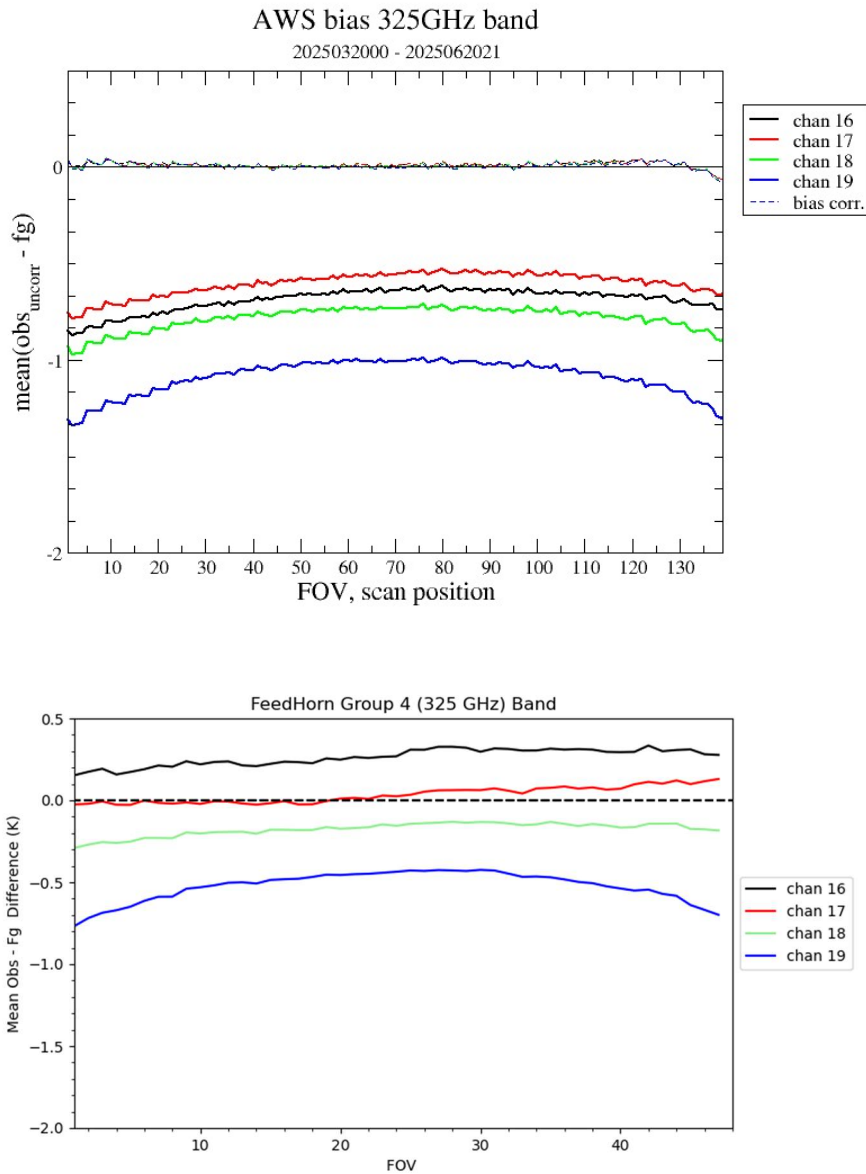 AWS bias 325GHz band
2025032000 - 2025062021
mean(obs_uncorr - fg)
0
-1
-2
10 20 30 40 50 60 70 80 90 100 110 120 130
FOV, scan position
chan 16
chan 17
chan 18
chan 19
bias corr.
FeedHorn Group 4 (325 GHz) Band
Mean Obs - Fg Difference (K)
0.5
0.0
−0.5
−1.0
−1.5
−2.0
10 20 30 40
FOV
chan 16
chan 17
chan 18
chan 19